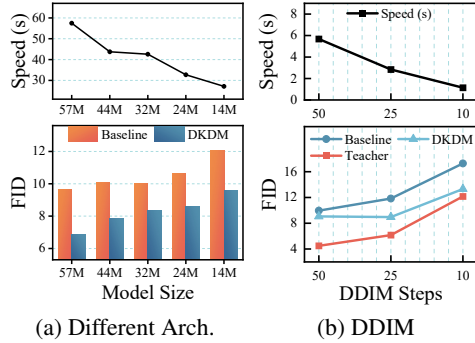 Speed (s)
60
50
40
30
57M 44M 32M 24M 14M
Baseline DKDM
FID
12
10
8
6
57M 44M 32M 24M 14M
Model Size
(a) Different Arch.
Speed (s)
Speed (s)
8
6
4
2
0
50 25 10
Baseline DKDM
Teacher
FID
16
12
8
4
50 25 10
DDIM Steps
(b) DDIM